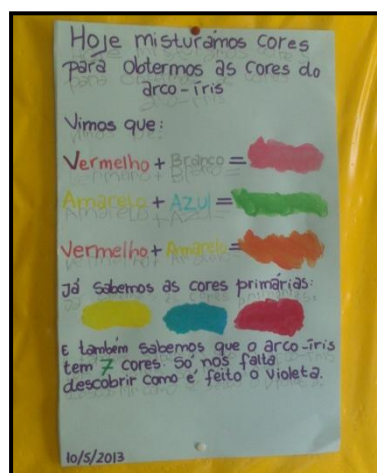 Hoje misturámos cores
para obtermos as cores do
arco-íris
Vimos que:
Vermelho + Branco =
Amarelo + Azul =
Vermelho + Amarelo =
Já sabemos as cores primárias:
E também sabemos que o arco-íris
tem 7 cores. Só nos falta
descobrir como é feito o violeta.
10/5/2013